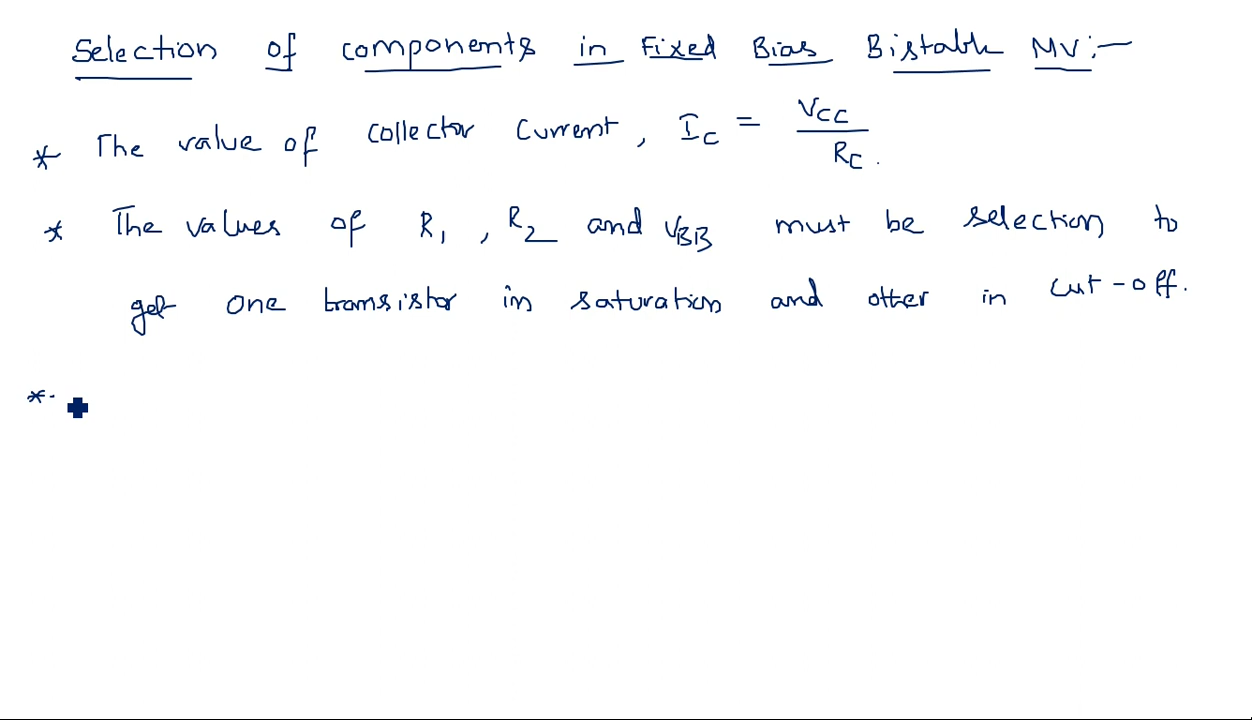 Selection of components in Fixed Bias Bistable MV:-
* The value of collector current, IC = VCC / RC.
* The values of R1, R2 and VBB must be selection to
get one transistor in saturation and other in cut-off.
*.